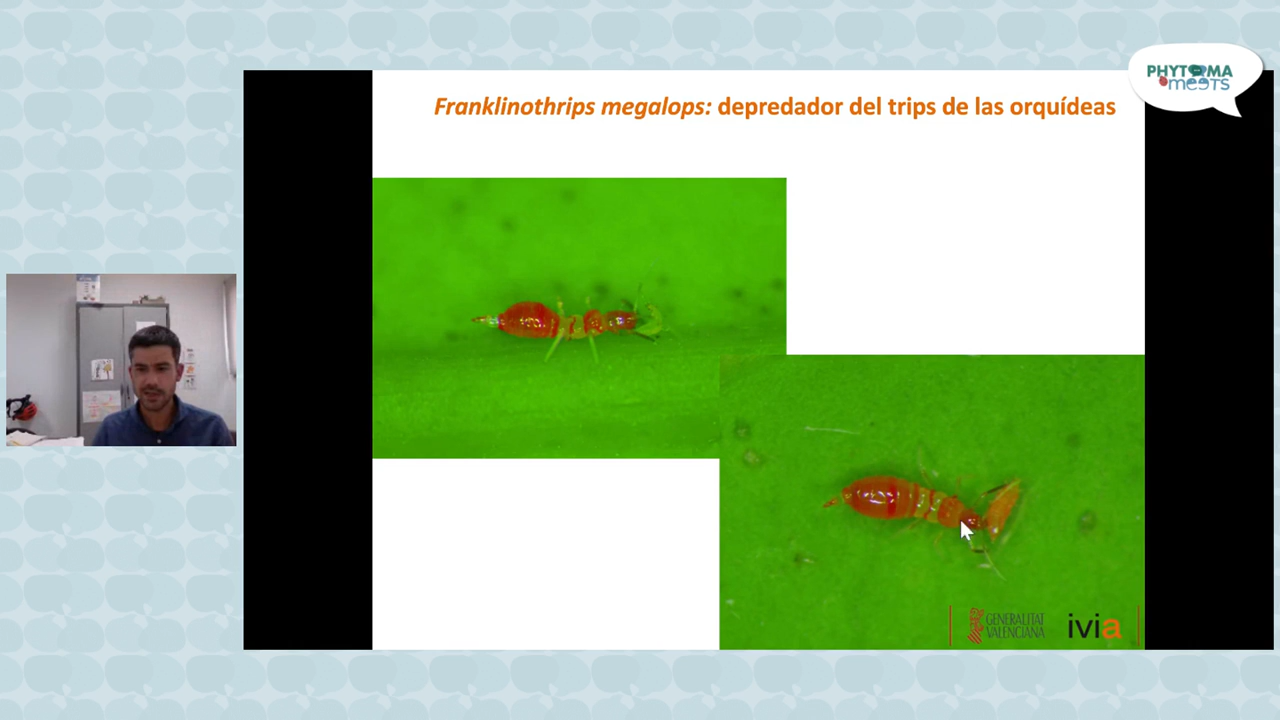 PHYTOMA
meets
Franklinothrips megalops: depredador del trips de las orquídeas
GENERALITAT
VALENCIANA
ivia